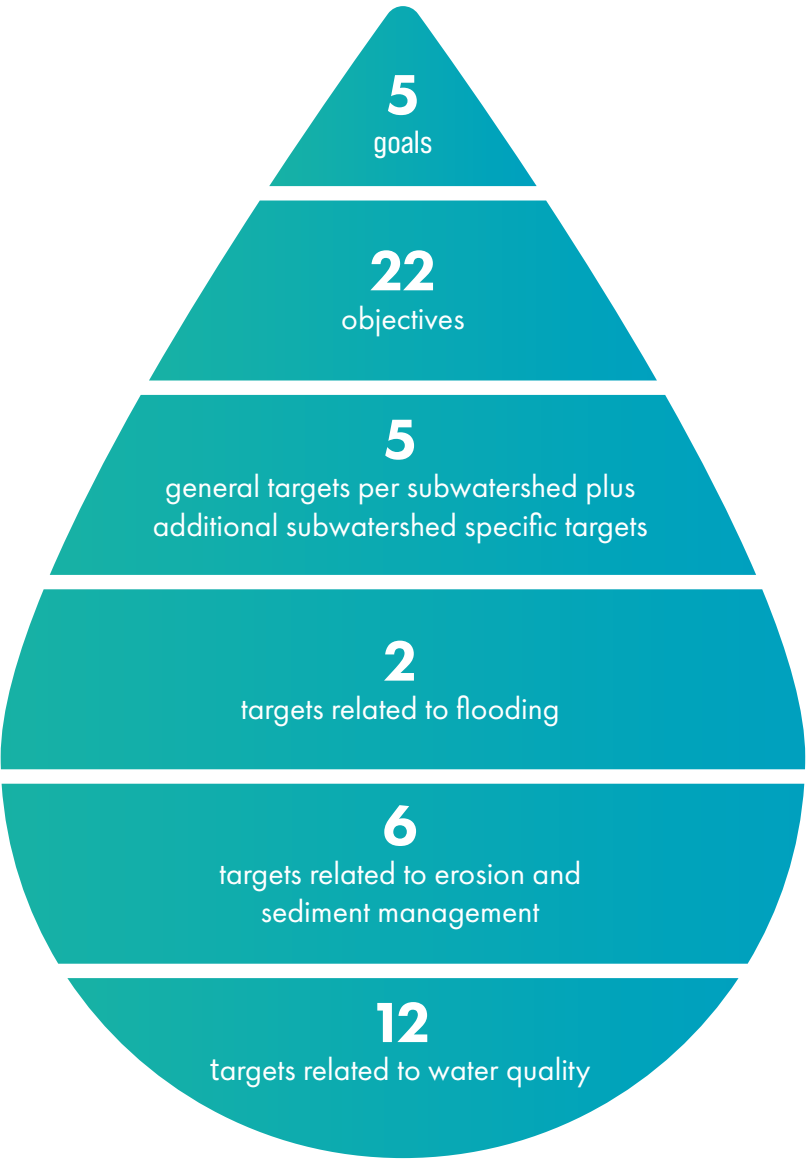 5
goals
22
objectives
5
general targets per subwatershed plus
additional subwatershed specific targets
2
targets related to flooding
6
targets related to erosion and
sediment management
12
targets related to water quality